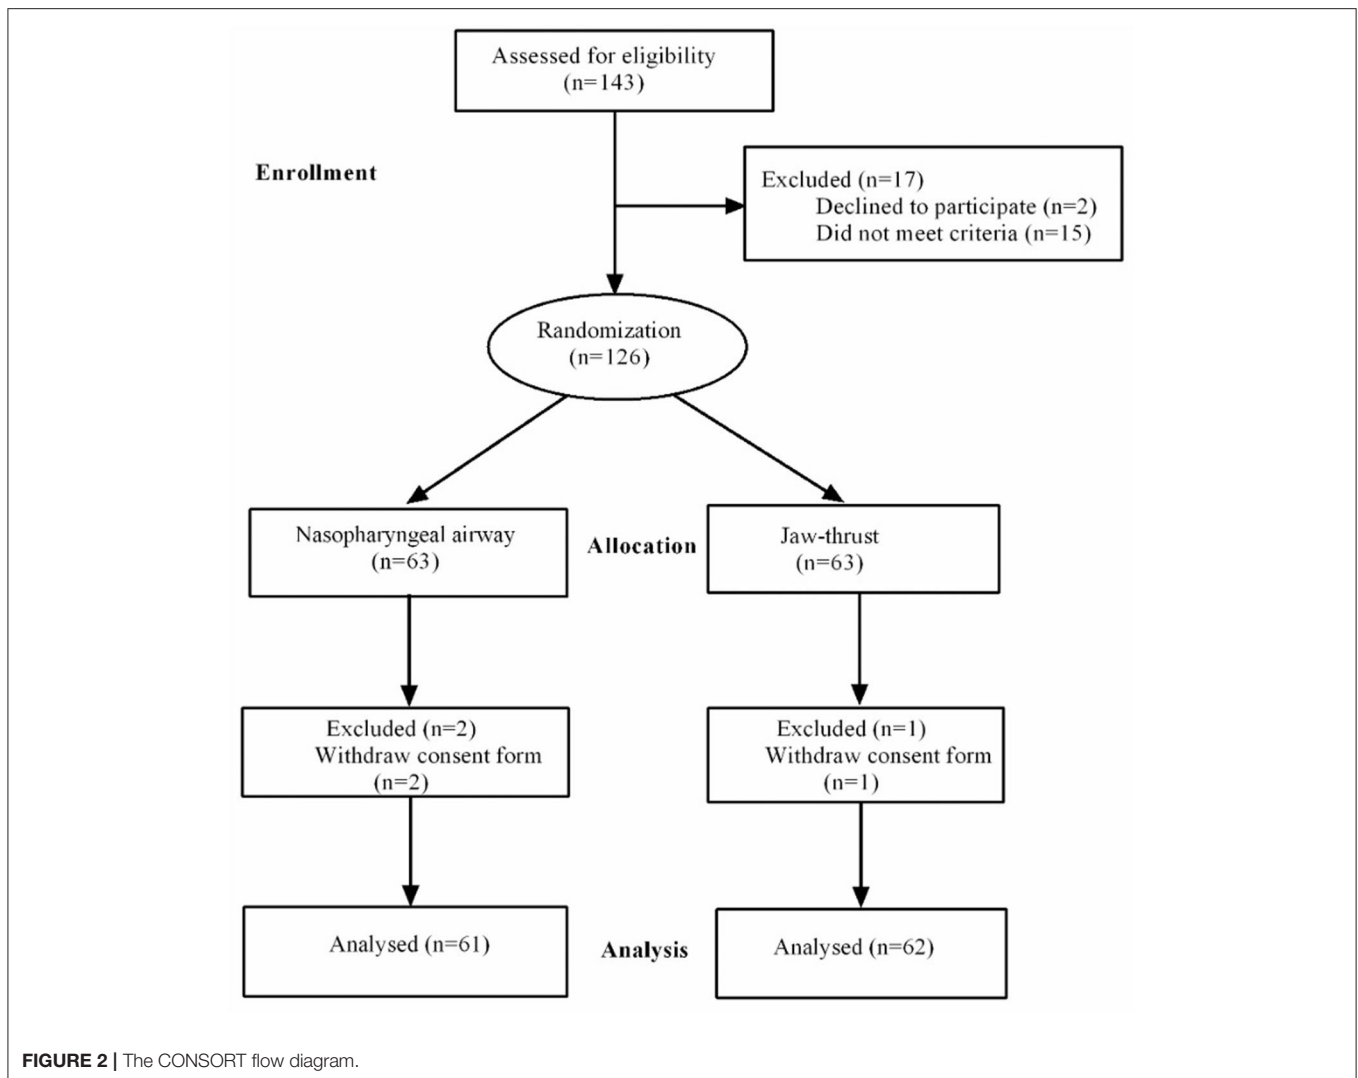 Assessed for eligibility
(n=143)
Enrollment
Excluded (n=17)
Declined to participate (n=2)
Did not meet criteria (n=15)
Randomization
(n=126)
Nasopharyngeal airway
(n=63)
Allocation
Jaw-thrust
(n=63)
Excluded (n=2)
Withdraw consent form
(n=2)
Excluded (n=1)
Withdraw consent form
(n=1)
Analysed (n=61)
Analysis
Analysed (n=62)
FIGURE 2 | The CONSORT flow diagram.